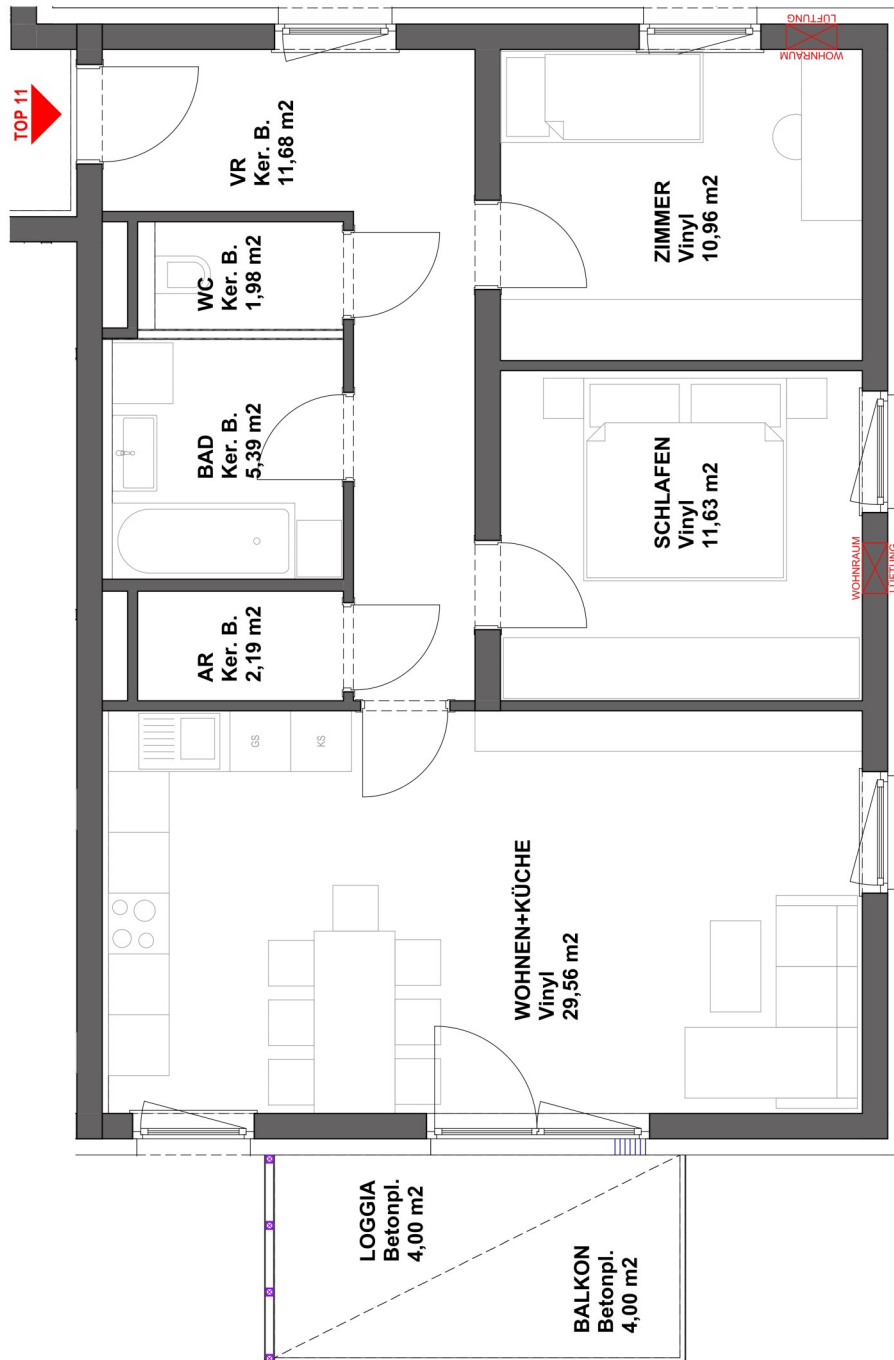 TOP 11
VR
Ker. B.
11,68 m2
WC
Ker. B.
1,98 m2
BAD
Ker. B.
5,39 m2
AR
Ker. B.
2,19 m2
ZIMMER
Vinyl
10,96 m2
WOHNRAUM
LÜFTUNG
SCHLAFEN
Vinyl
11,63 m2
WOHNRAUM
LÜFTUNG
GS
KS
WOHNEN+KÜCHE
Vinyl
29,56 m2
LOGGIA
Betonpl.
4,00 m2
BALKON
Betonpl.
4,00 m2